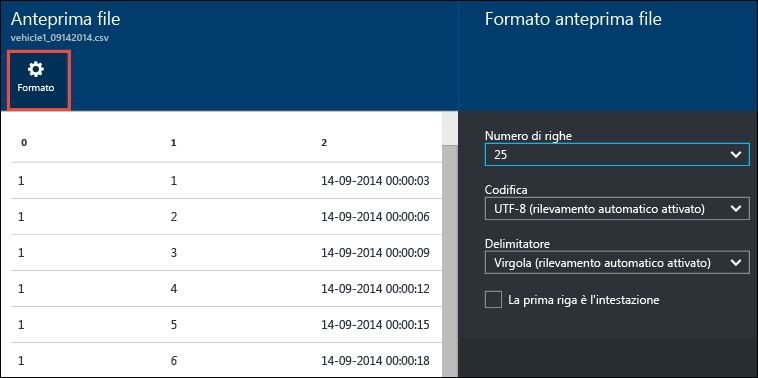 Anteprima file
vehicle1_09142014.csv
Formato
0 1 2
1 1 14-09-2014 00:00:03
1 2 14-09-2014 00:00:06
1 3 14-09-2014 00:00:09
1 4 14-09-2014 00:00:12
1 5 14-09-2014 00:00:15
1 6 14-09-2014 00:00:18
Formato anteprima file
Numero di righe
25
Codifica
UTF-8 (rilevamento automatico attivato)
Delimitatore
Virgola (rilevamento automatico attivato)
La prima riga è l'intestazione